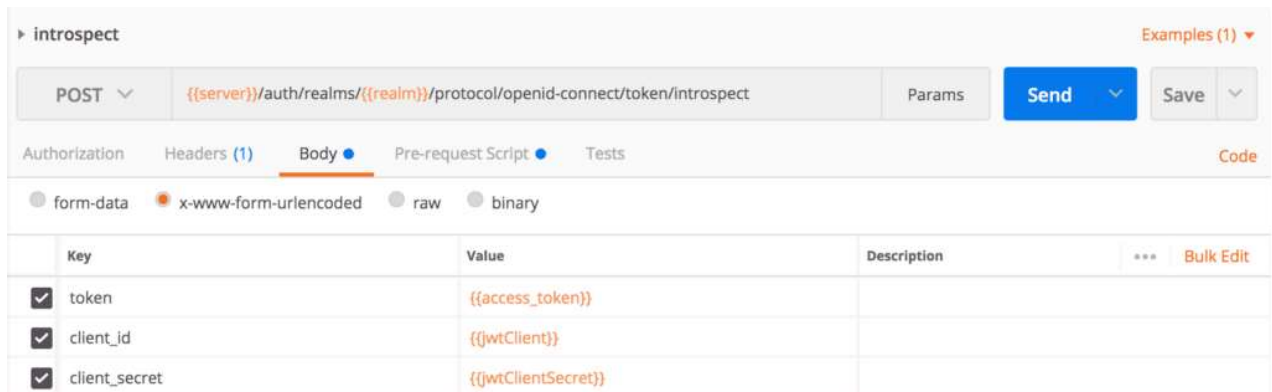 introspect Examples (1)
POST {{server}}/auth/realms/{{realm}}/protocol/openid-connect/token/introspect Params Send Save
Authorization Headers (1) Body Pre-request Script Tests Code
form-data x-www-form-urlencoded raw binary
Key Value Description Bulk Edit
token {{access_token}}
client_id {{jwtClient}}
client_secret {{jwtClientSecret}}